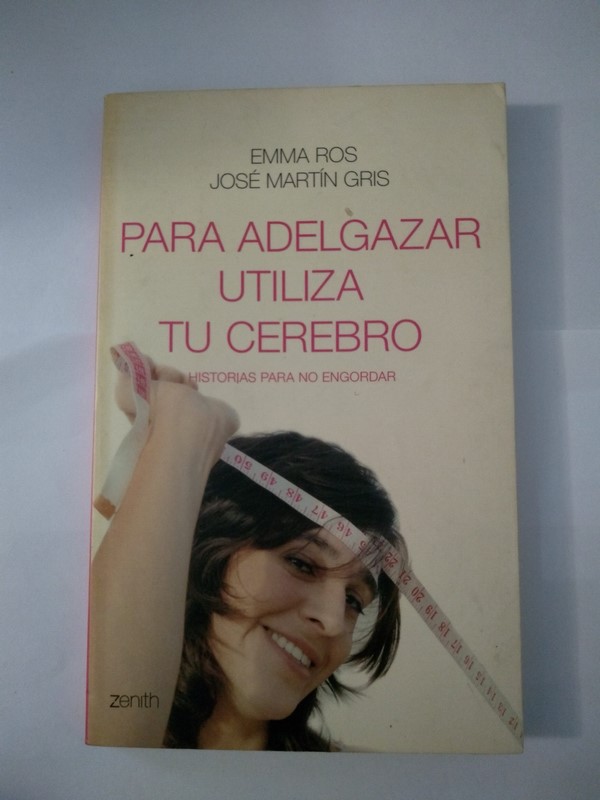 EMMA ROS
JOSÉ MARTÍN GRIS
PARA ADELGAZAR
UTILIZA
TU CEREBRO
HISTORIAS PARA NO ENGORDAR
zenith